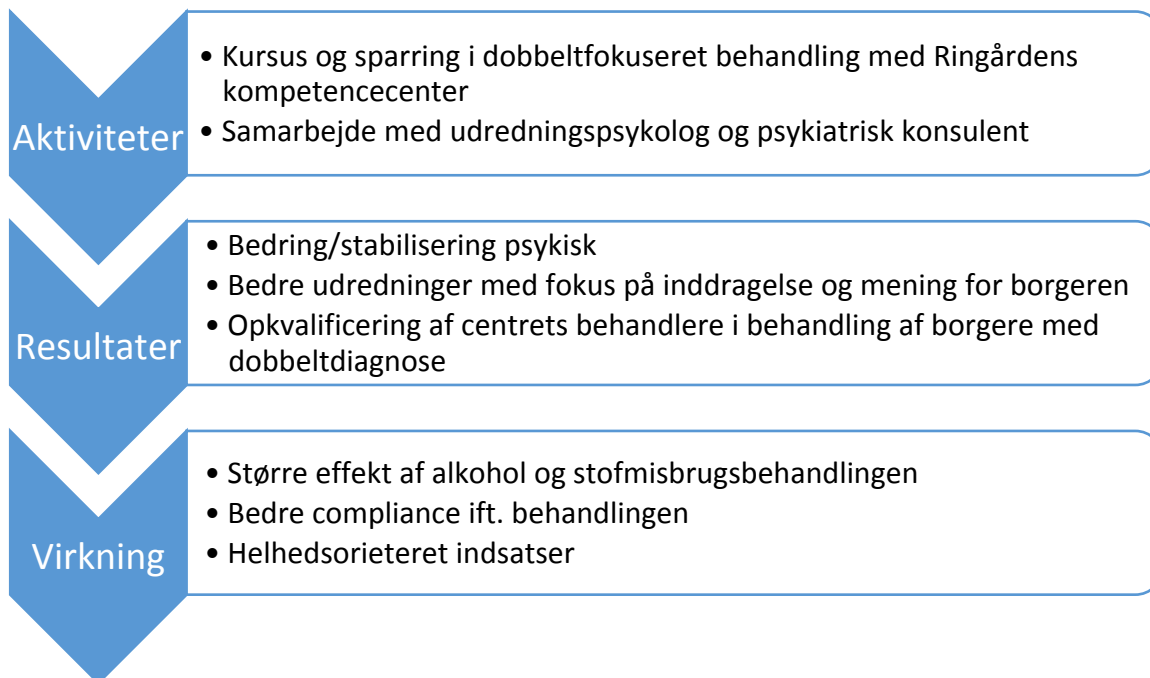 Aktiviteter
• Kursus og sparring i dobbeltfokuseret behandling med Ringårdens
kompetencecenter
• Samarbejde med udredningspsykolog og psykiatrisk konsulent
Resultater
• Bedring/stabilisering psykisk
• Bedre udredninger med fokus på inddragelse og mening for borgeren
• Opkvalificering af centrets behandlere i behandling af borgere med
dobbeltdiagnose
Virkning
• Større effekt af alkohol og stofmisbrugsbehandlingen
• Bedre compliance ift. behandlingen
• Helhedsorieteret indsatser